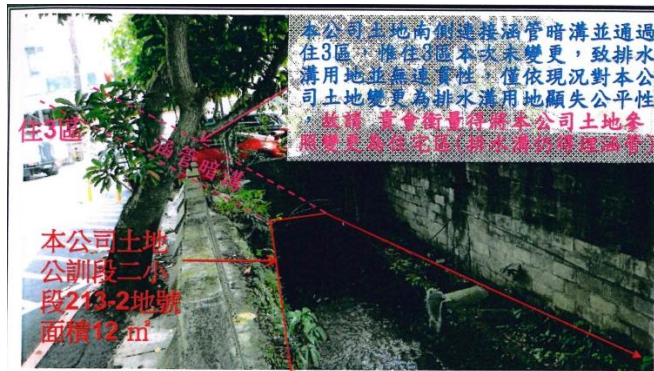 本公司土地南側連接涵管暗溝並通過
住3區，惟住3區本次未變更，致排水
溝用地並無連貫性，僅依現況對本公
司土地變更為排水溝用地顯失公平性
，故請 貴會衡量得將本公司土地參
照變更為住宅區(排水溝仍得埋涵管)
住3區
涵管暗溝
本公司土地
公訓段二小
段213-2地號
面積12 ㎡